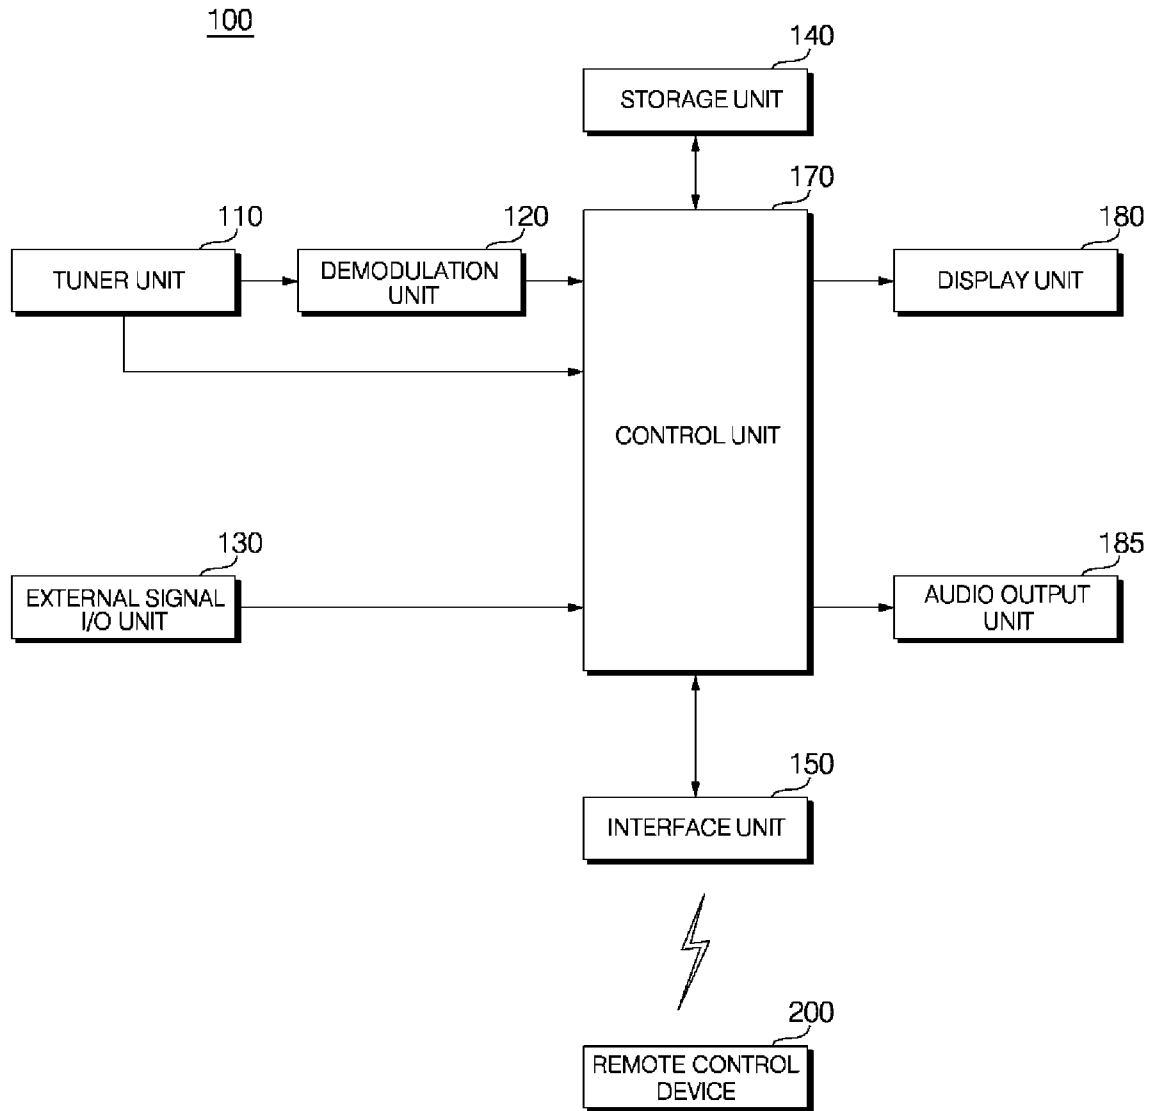 100
140
STORAGE UNIT
170
110
120
180
TUNER UNIT
DEMODULATION
UNIT
DISPLAY UNIT
CONTROL UNIT
130
185
EXTERNAL SIGNAL
I/O UNIT
AUDIO OUTPUT
UNIT
150
INTERFACE UNIT
200
REMOTE CONTROL
DEVICE